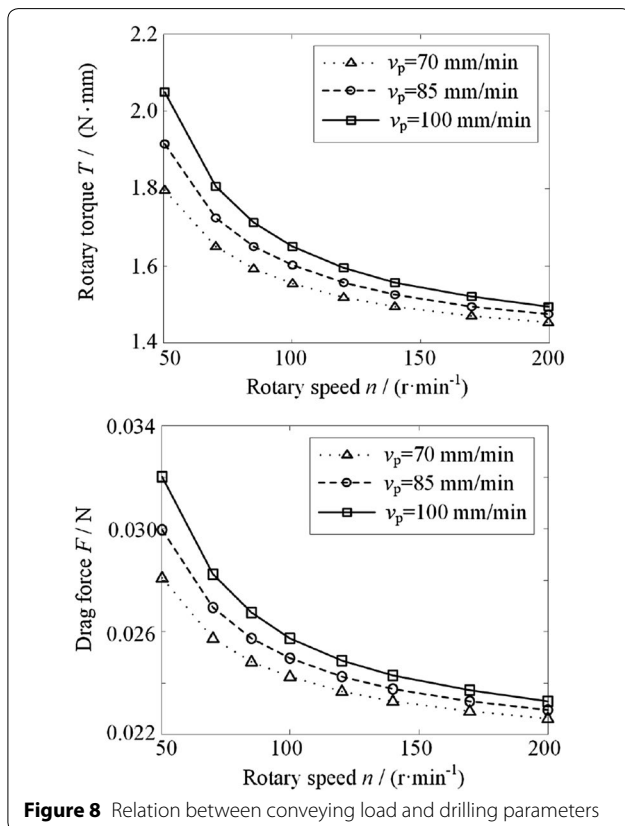 2.2
2.0
1.8
1.6
1.4
Rotary torque T / (N·mm)
vp=70 mm/min
vp=85 mm/min
vp=100 mm/min
50 100 150 200
Rotary speed n / (r·min⁻¹)
0.034
0.030
0.026
0.022
Drag force F / N
vp=70 mm/min
vp=85 mm/min
vp=100 mm/min
50 100 150 200
Rotary speed n / (r·min⁻¹)
Figure 8 Relation between conveying load and drilling parameters